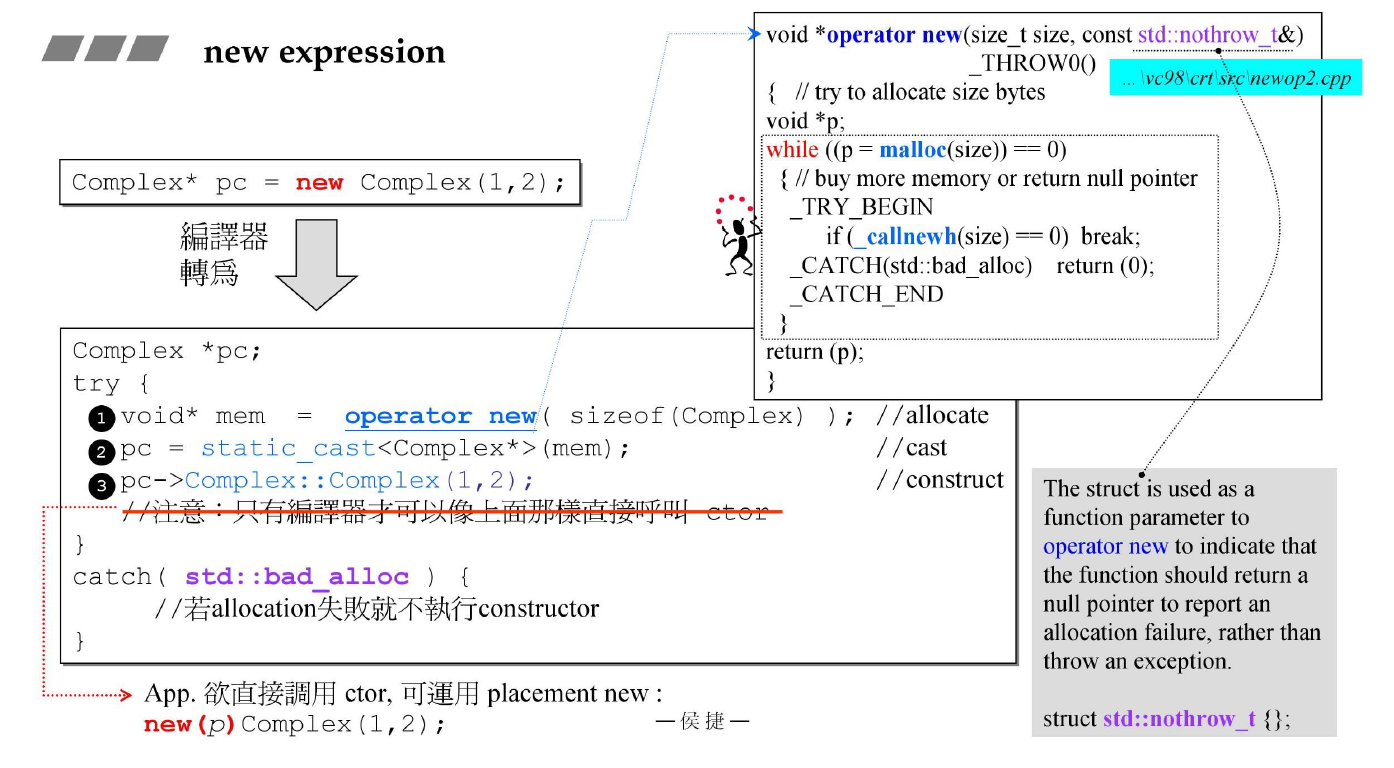 new expression
Complex* pc = new Complex(1,2);
編譯器
轉為
Complex *pc;
try {
1 void* mem = operator new( sizeof(Complex) ); //allocate
2 pc = static_cast<Complex*>(mem); //cast
3 pc->Complex::Complex(1,2); //construct
//注意：只有編譯器才可以像上面那樣直接呼叫 ctor
}
catch( std::bad_alloc ) {
//若allocation失敗就不執行constructor
}
App. 欲直接調用 ctor, 可運用 placement new :
new(p)Complex(1,2);
—侯捷—
void *operator new(size_t size, const std::nothrow_t&)
_THROW0()
...\vc98\crt\src\newop2.cpp
{ // try to allocate size bytes
void *p;
while ((p = malloc(size)) == 0)
{ // buy more memory or return null pointer
_TRY_BEGIN
if (_callnewh(size) == 0) break;
_CATCH(std::bad_alloc) return (0);
_CATCH_END
}
return (p);
}
The struct is used as a
function parameter to
operator new to indicate that
the function should return a
null pointer to report an
allocation failure, rather than
throw an exception.
struct std::nothrow_t {};